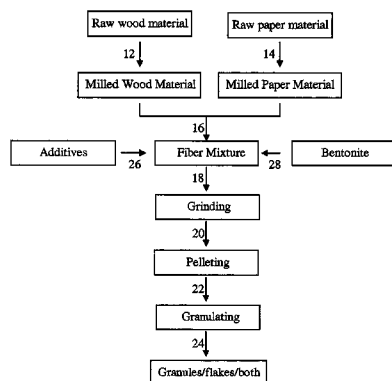 Raw wood material
Raw paper material
12
14
Milled Wood Material
Milled Paper Material
16
Additives
26
Fiber Mixture
28
Bentonite
18
Grinding
20
Pelleting
22
Granulating
24
Granules/flakes/both